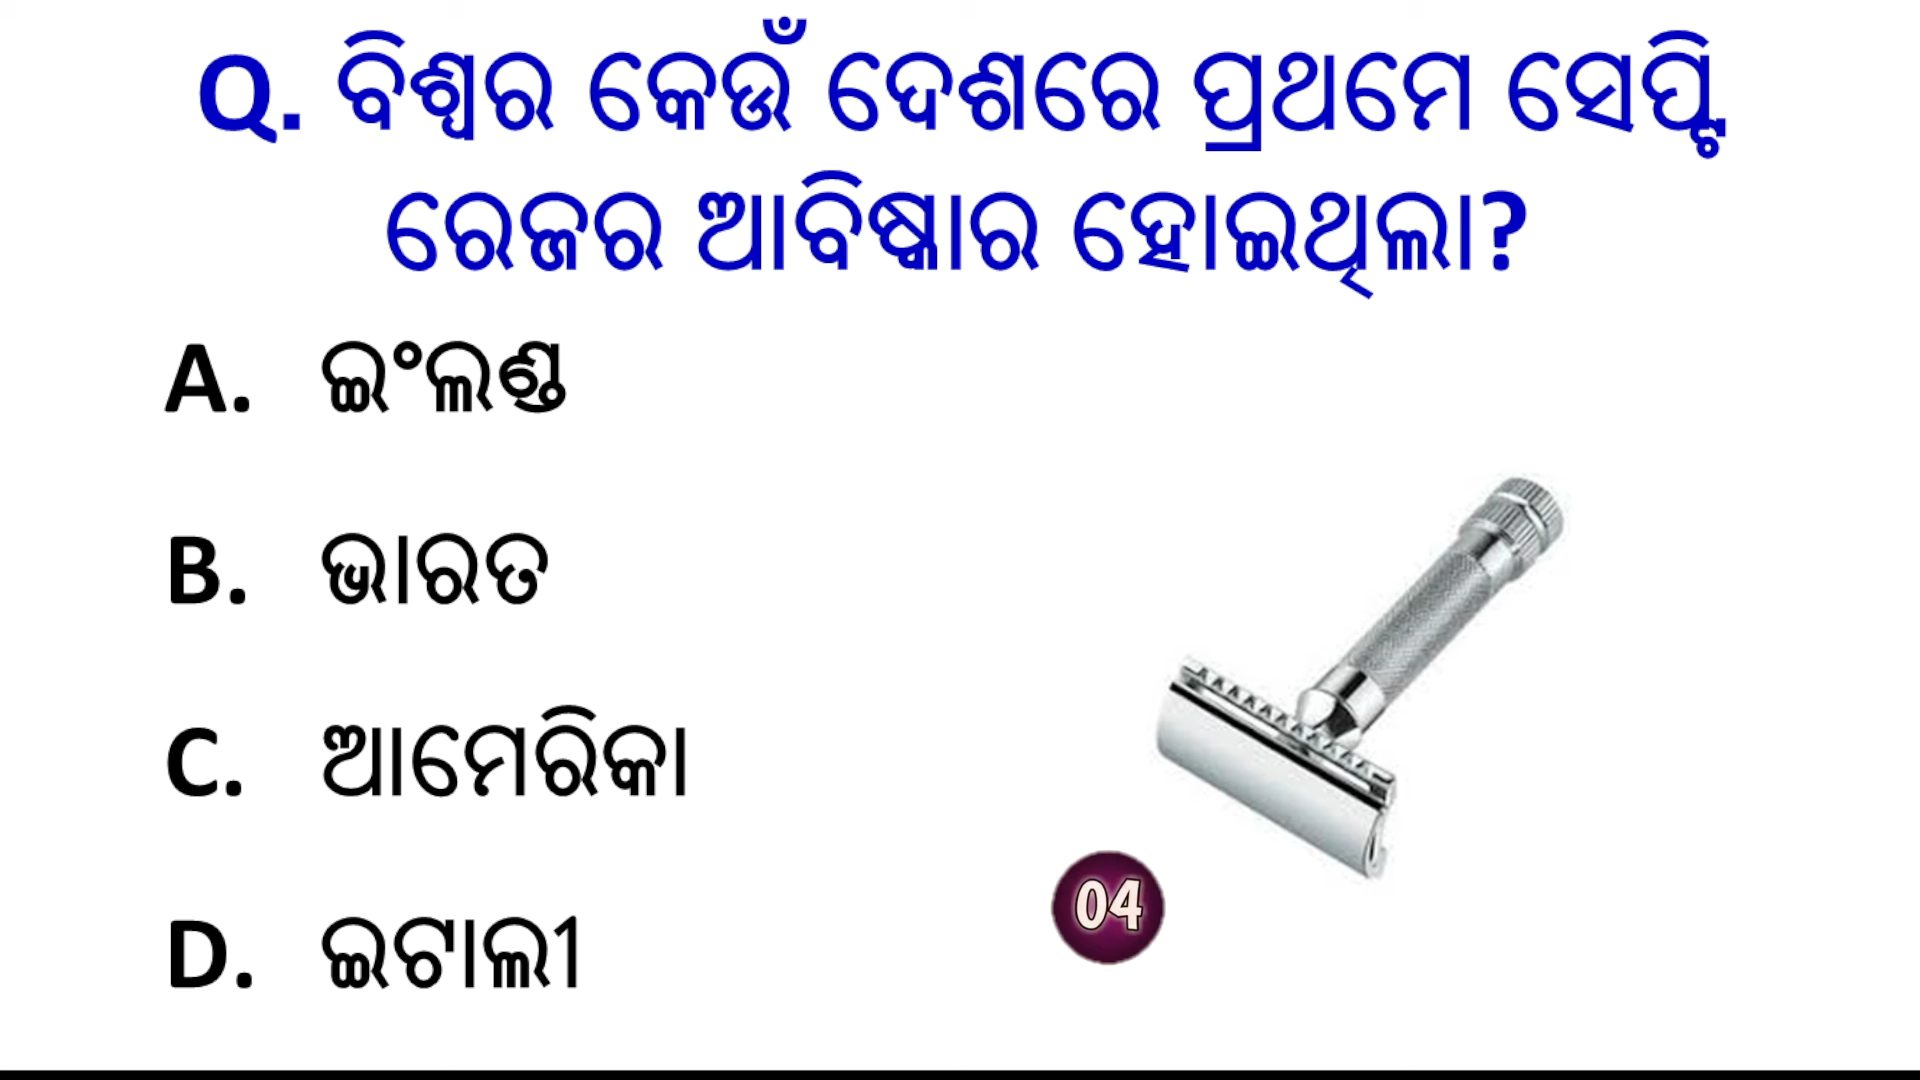 Q. ବିଶ୍ୱର କେଉଁ ଦେଶରେ ପ୍ରଥମେ ସେପ୍ଟି
ରେଜର ଆବିଷ୍କାର ହୋଇଥିଲା?
A. ଇଂଲଣ୍ଡ
B. ଭାରତ
C. ଆମେରିକା
04
D. ଇଟାଲୀ